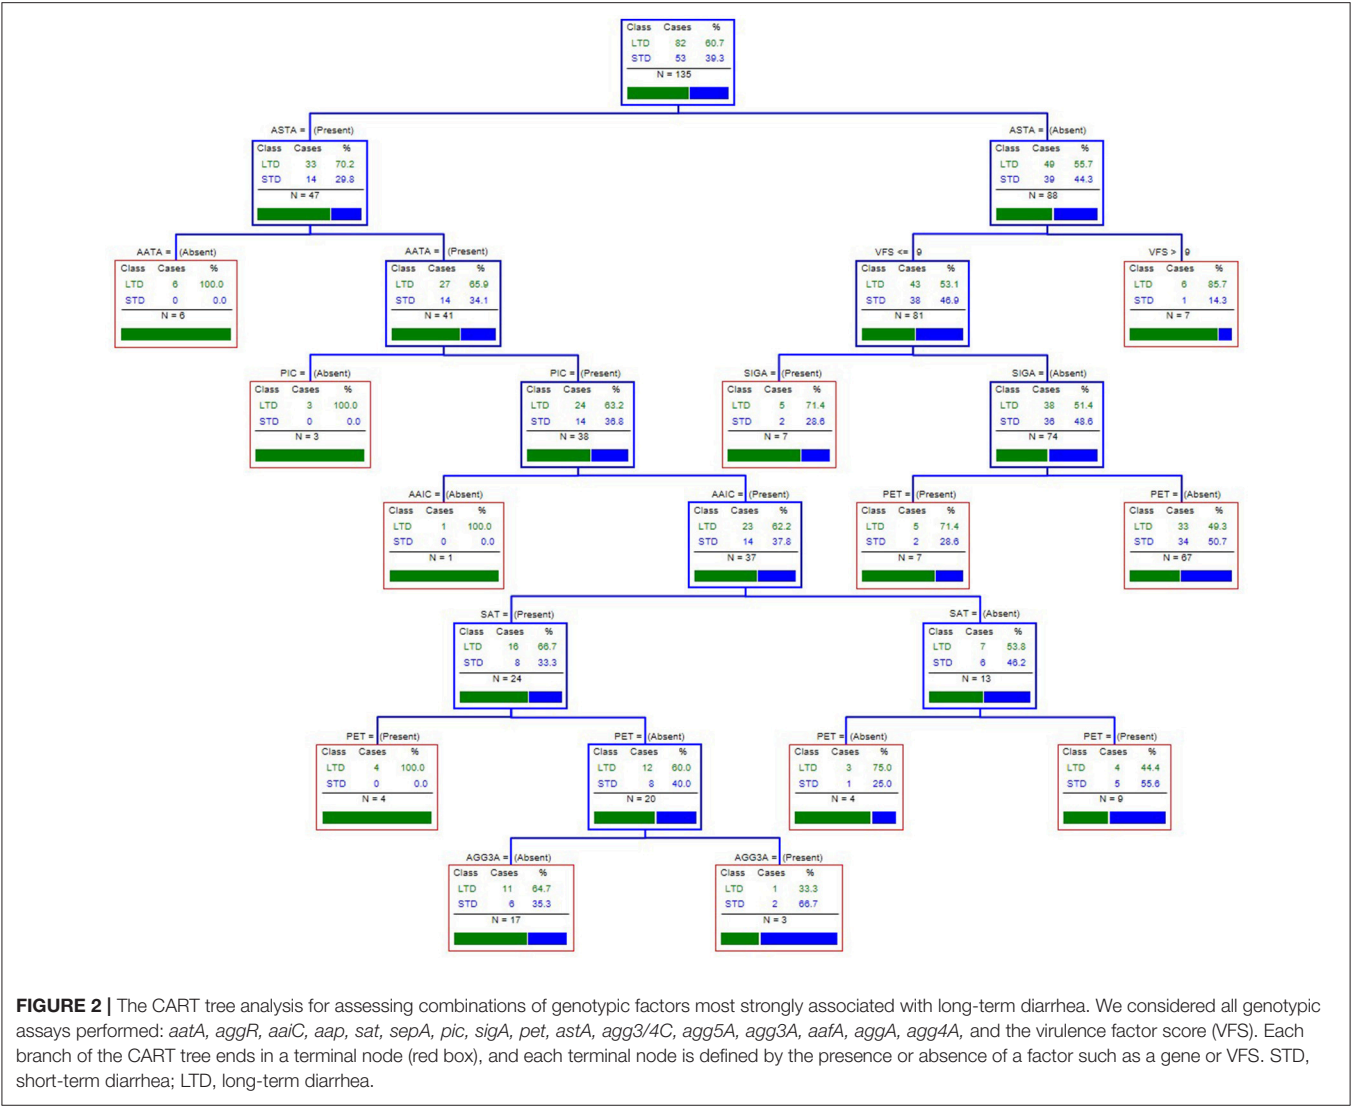 Class Cases %
LTD 82 60.7
STD 53 39.3
N = 135
ASTA = (Present)
Class Cases %
LTD 33 70.2
STD 14 29.8
N = 47
ASTA = (Absent)
Class Cases %
LTD 49 55.7
STD 39 44.3
N = 88
AATA = (Absent)
Class Cases %
LTD 6 100.0
STD 0 0.0
N = 6
AATA = (Present)
Class Cases %
LTD 27 65.9
STD 14 34.1
N = 41
VFS <= 9
Class Cases %
LTD 43 53.1
STD 38 46.9
N = 81
VFS > 9
Class Cases %
LTD 6 85.7
STD 1 14.3
N = 7
PIC = (Absent)
Class Cases %
LTD 3 100.0
STD 0 0.0
N = 3
PIC = (Present)
Class Cases %
LTD 24 63.2
STD 14 36.8
N = 38
SIGA = (Present)
Class Cases %
LTD 5 71.4
STD 2 28.6
N = 7
SIGA = (Absent)
Class Cases %
LTD 38 51.4
STD 36 48.6
N = 74
AAIC = (Absent)
Class Cases %
LTD 1 100.0
STD 0 0.0
N = 1
AAIC = (Present)
Class Cases %
LTD 23 62.2
STD 14 37.8
N = 37
PET = (Present)
Class Cases %
LTD 5 71.4
STD 2 28.6
N = 7
PET = (Absent)
Class Cases %
LTD 33 49.3
STD 34 50.7
N = 67
SAT = (Present)
Class Cases %
LTD 16 66.7
STD 8 33.3
N = 24
SAT = (Absent)
Class Cases %
LTD 7 53.8
STD 6 46.2
N = 13
PET = (Present)
Class Cases %
LTD 4 100.0
STD 0 0.0
N = 4
PET = (Absent)
Class Cases %
LTD 12 60.0
STD 8 40.0
N = 20
PET = (Absent)
Class Cases %
LTD 3 75.0
STD 1 25.0
N = 4
PET = (Present)
Class Cases %
LTD 4 44.4
STD 5 55.6
N = 9
AGG3A = (Absent)
Class Cases %
LTD 11 64.7
STD 6 35.3
N = 17
AGG3A = (Present)
Class Cases %
LTD 1 33.3
STD 2 66.7
N = 3
FIGURE 2 | The CART tree analysis for assessing combinations of genotypic factors most strongly associated with long-term diarrhea. We considered all genotypic
assays performed: aatA, aggR, aaiC, aap, sat, sepA, pic, sigA, pet, astA, agg3/4C, agg5A, agg3A, aafA, aggA, agg4A, and the virulence factor score (VFS). Each
branch of the CART tree ends in a terminal node (red box), and each terminal node is defined by the presence or absence of a factor such as a gene or VFS. STD,
short-term diarrhea; LTD, long-term diarrhea.